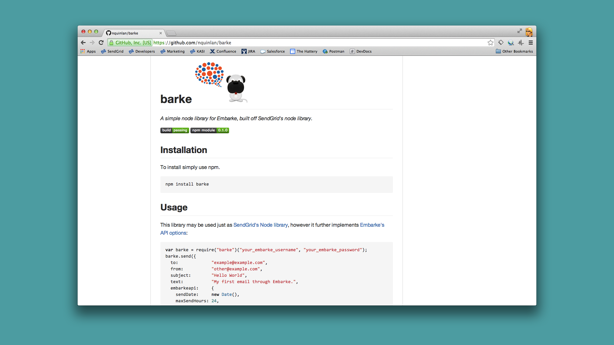 nquinlan/barke
GitHub, Inc. [US] https://github.com/nquinlan/barke
Apps SendGrid Developers Marketing KAEI Confluence JIRA Salesforce The Hattery Postman DevDocs Other Bookmarks
barke
A simple node library for Embarke, built off SendGrid's node library.
build passing npm module 0.1.0
Installation
To install simply use npm.
npm install barke
Usage
This library may be used just as SendGrid's Node library, however it further implements Embarke's
API options:
var barke = require("barke")("your_embarke_username", "your_embarke_password");
barke.send({
to: "example@example.com",
from: "other@example.com",
subject: "Hello World",
text: "My first email through Embarke.",
embarkeapi: {
sendDate: new Date(),
maxSendHours: 24,